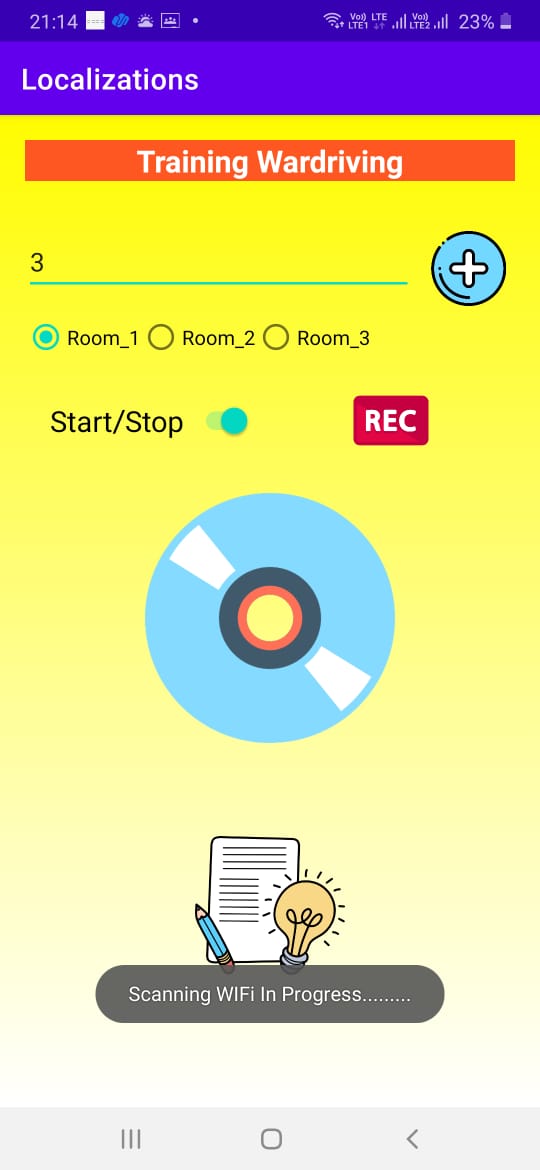 21:14 Vo) LTE LTE1 Vo) LTE2 23%
Localizations
Training Wardriving
3
Room_1 Room_2 Room_3
Start/Stop REC
Scanning WIFi In Progress.........